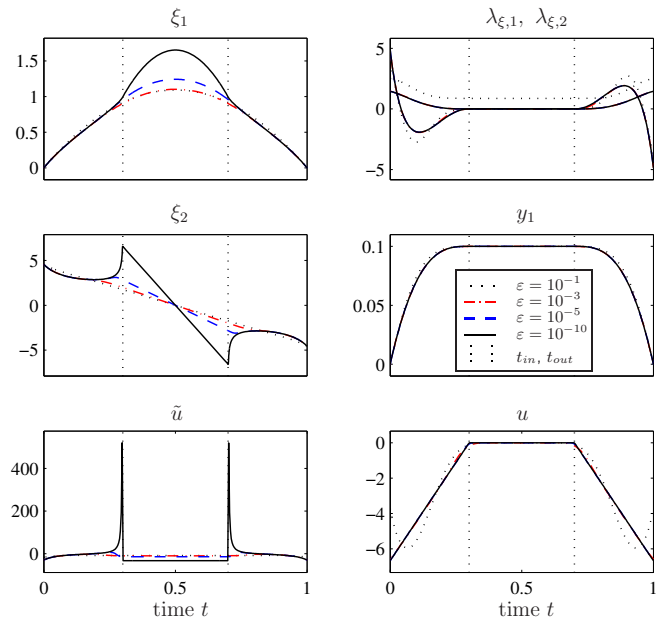 ξ₁
1.5
1
0.5
0
λξ,₁, λξ,₂
5
0
−5
ξ₂
5
0
−5
y₁
0.1
0.05
0
ε = 10⁻¹
ε = 10⁻³
ε = 10⁻⁵
ε = 10⁻¹⁰
t_in, t_out
ũ
400
200
0
0 0.5 1
time t
u
0
−2
−4
−6
0 0.5 1
time t